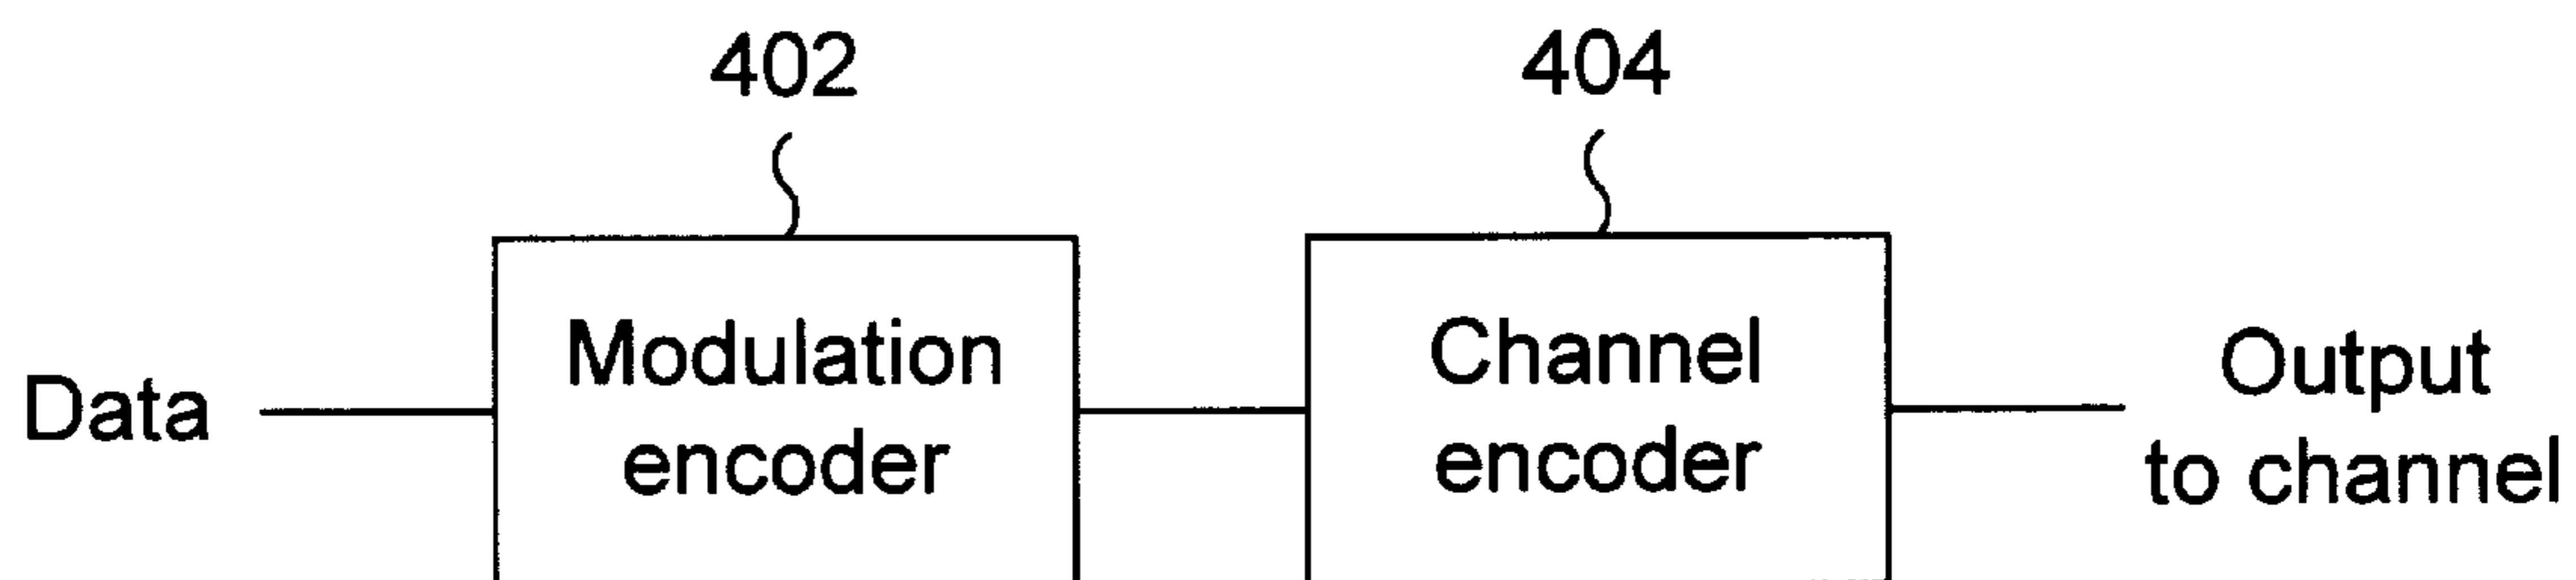 402
404
Data
Modulation
encoder
Channel
encoder
Output
to channel